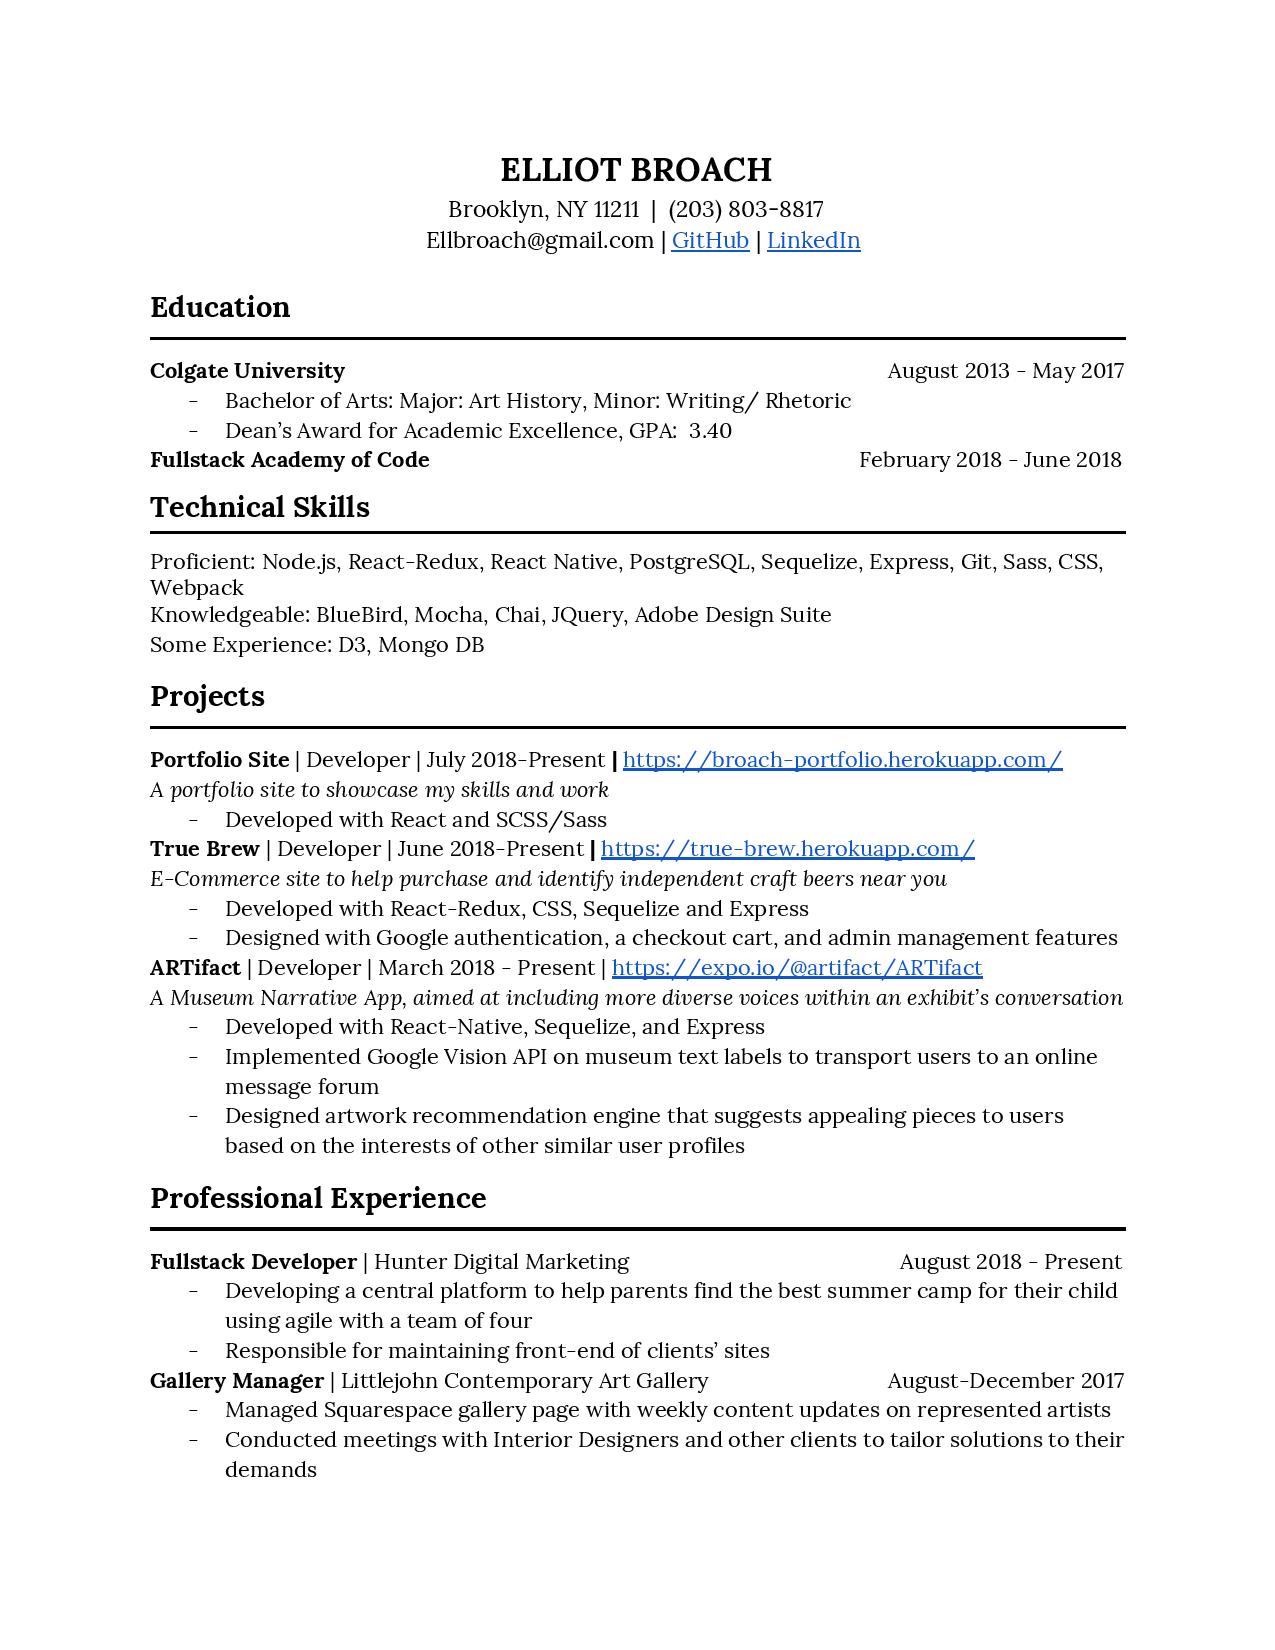 ELLIOT BROACH
Brooklyn, NY 11211 | (203) 803-8817
Ellbroach@gmail.com | GitHub | LinkedIn
Education
Colgate University August 2013 - May 2017
- Bachelor of Arts: Major: Art History, Minor: Writing/ Rhetoric
- Dean's Award for Academic Excellence, GPA: 3.40
Fullstack Academy of Code February 2018 - June 2018
Technical Skills
Proficient: Node.js, React-Redux, React Native, PostgreSQL, Sequelize, Express, Git, Sass, CSS,
Webpack
Knowledgeable: BlueBird, Mocha, Chai, JQuery, Adobe Design Suite
Some Experience: D3, Mongo DB
Projects
Portfolio Site | Developer | July 2018-Present | https://broach-portfolio.herokuapp.com/
A portfolio site to showcase my skills and work
- Developed with React and SCSS/Sass
True Brew | Developer | June 2018-Present | https://true-brew.herokuapp.com/
E-Commerce site to help purchase and identify independent craft beers near you
- Developed with React-Redux, CSS, Sequelize and Express
- Designed with Google authentication, a checkout cart, and admin management features
ARTifact | Developer | March 2018 - Present | https://expo.io/@artifact/ARTifact
A Museum Narrative App, aimed at including more diverse voices within an exhibit's conversation
- Developed with React-Native, Sequelize, and Express
- Implemented Google Vision API on museum text labels to transport users to an online
message forum
- Designed artwork recommendation engine that suggests appealing pieces to users
based on the interests of other similar user profiles
Professional Experience
Fullstack Developer | Hunter Digital Marketing August 2018 - Present
- Developing a central platform to help parents find the best summer camp for their child
using agile with a team of four
- Responsible for maintaining front-end of clients' sites
Gallery Manager | Littlejohn Contemporary Art Gallery August-December 2017
- Managed Squarespace gallery page with weekly content updates on represented artists
- Conducted meetings with Interior Designers and other clients to tailor solutions to their
demands